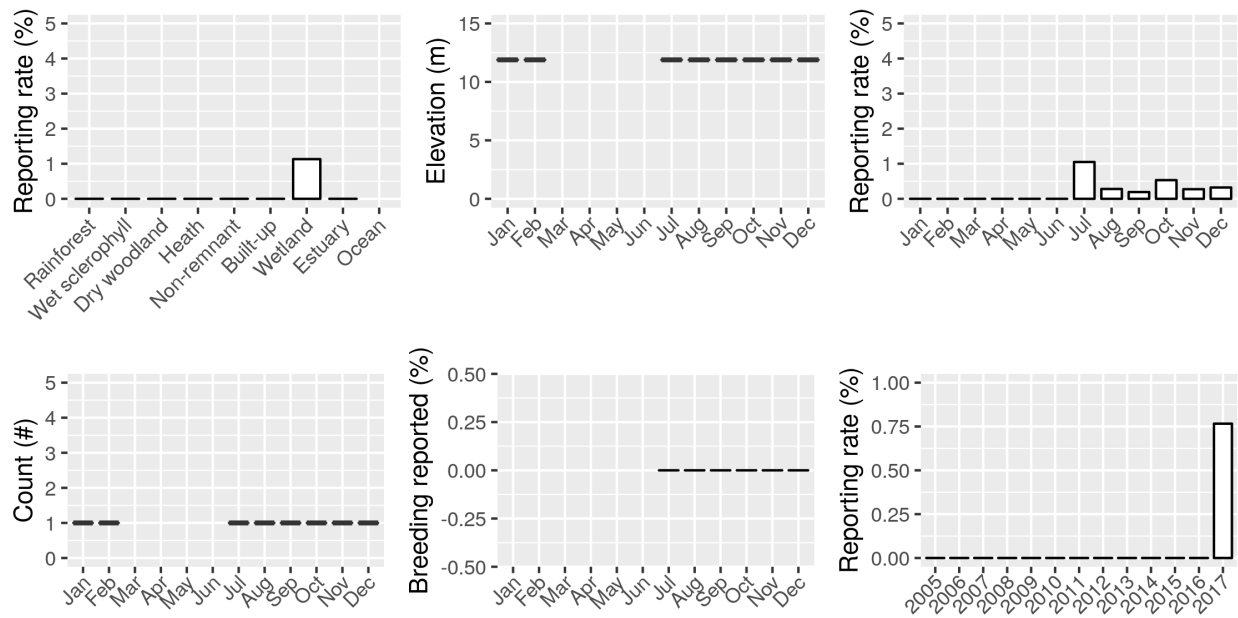 Reporting rate (%)
5
4
3
2
1
0
Rainforest
Wet sclerophyll
Dry woodland
Heath
Non-remnant
Built-up
Wetland
Estuary
Ocean
Elevation (m)
15
10
5
0
Jan
Feb
Mar
Apr
May
Jun
Jul
Aug
Sep
Oct
Nov
Dec
Reporting rate (%)
5
4
3
2
1
0
Jan
Feb
Mar
Apr
May
Jun
Jul
Aug
Sep
Oct
Nov
Dec
Count (#)
5
4
3
2
1
0
Jan
Feb
Mar
Apr
May
Jun
Jul
Aug
Sep
Oct
Nov
Dec
Breeding reported (%)
0.50
0.25
0.00
-0.25
-0.50
Jan
Feb
Mar
Apr
May
Jun
Jul
Aug
Sep
Oct
Nov
Dec
Reporting rate (%)
1.00
0.75
0.50
0.25
0.00
2005
2006
2007
2008
2009
2010
2011
2012
2013
2014
2015
2016
2017